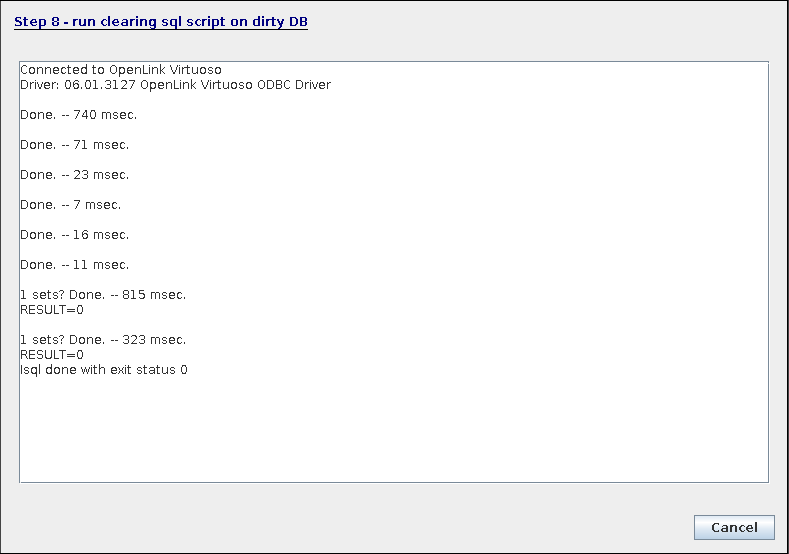 Step 8 - run clearing sql script on dirty DB
Connected to OpenLink Virtuoso
Driver: 06.01.3127 OpenLink Virtuoso ODBC Driver
Done. -- 740 msec.
Done. -- 71 msec.
Done. -- 23 msec.
Done. -- 7 msec.
Done. -- 16 msec.
Done. -- 11 msec.
1 sets? Done. -- 815 msec.
RESULT=0
1 sets? Done. -- 323 msec.
RESULT=0
Isql done with exit status 0
Cancel